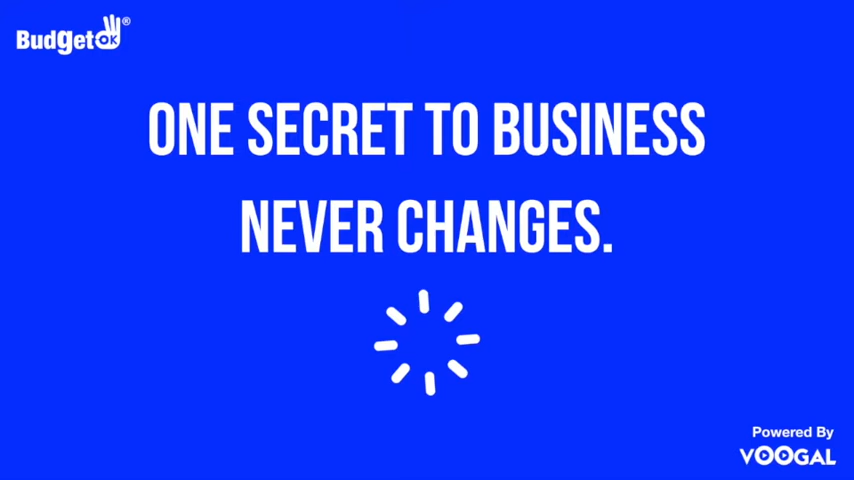 BudgetOK®
ONE SECRET TO BUSINESS
NEVER CHANGES.
Powered By
VOOGAL